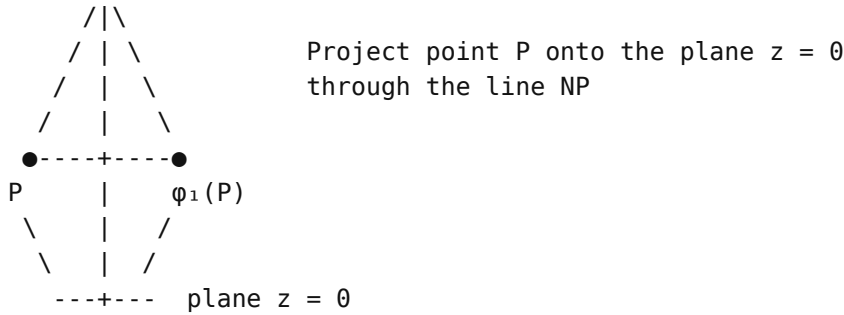 Project point P onto the plane z = 0
through the line NP
P φ₁(P)
plane z = 0